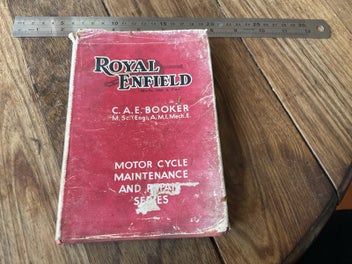 ROYAL
ENFIELD
C. A. E. BOOKER
M. Sc. (Eng), A.M.I. Mech. E.
MOTOR CYCLE
MAINTENANCE
AND REPAIR
SERIES